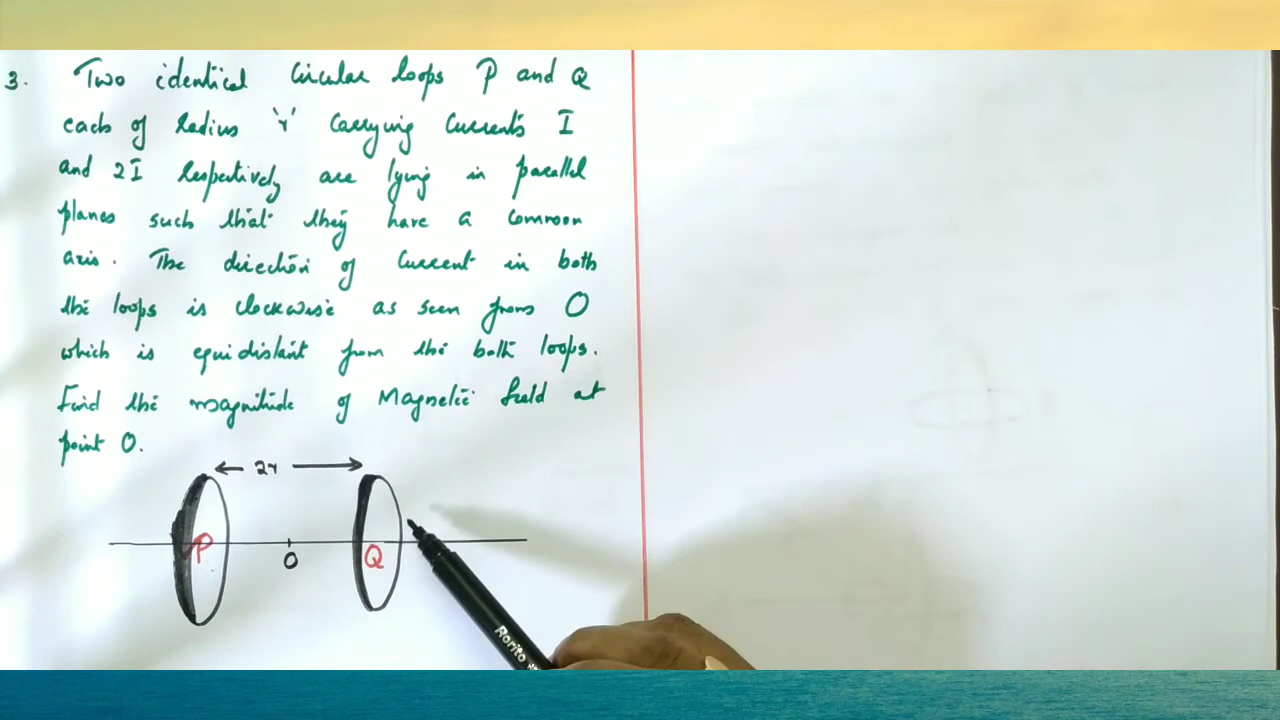 3. Two identical Circular loops P and Q
each of radius 'r' Carrying Currents I
and 2I Respectively are lying in parallel
planes such that they have a common
axis. The direction of Current in both
the loops is clockwise as seen from O
which is equidistant from the both loops.
Find the magnitude of Magnetic field at
point O.
2r
P
O
Q
Rorito